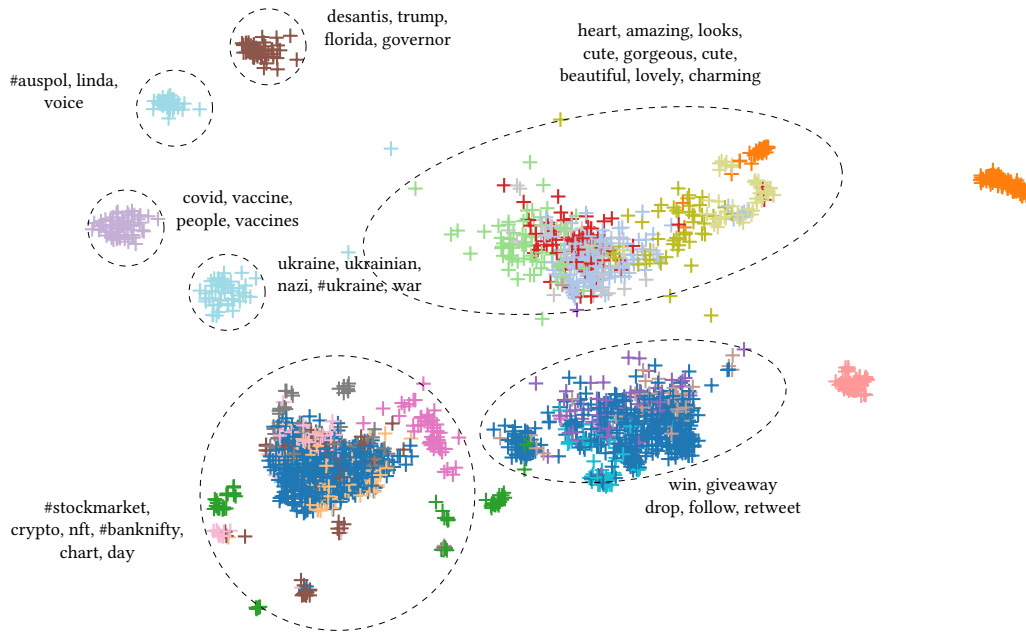 desantis, trump,
florida, governor
heart, amazing, looks,
cute, gorgeous, cute,
beautiful, lovely, charming
#auspol, linda,
voice
covid, vaccine,
people, vaccines
ukraine, ukrainian,
nazi, #ukraine, war
#stockmarket,
crypto, nft, #banknifty,
chart, day
win, giveaway
drop, follow, retweet